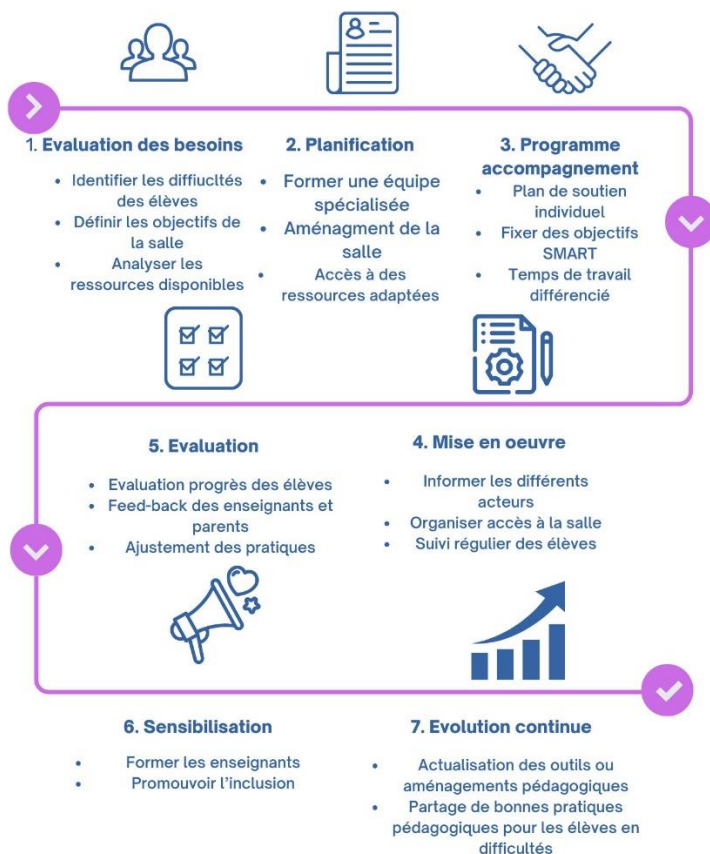 1. Evaluation des besoins
• Identifier les diffiucltés
des élèves
• Définir les objectifs de
la salle
• Analyser les
ressources disponibles
2. Planification
• Former une équipe
spécialisée
• Aménagment de la
salle
• Accès à des
ressources adaptées
3. Programme
accompagnement
• Plan de soutien
individuel
• Fixer des objectifs
SMART
• Temps de travail
différencié
4. Mise en oeuvre
• Informer les différents
acteurs
• Organiser accès à la salle
• Suivi régulier des élèves
5. Evaluation
• Evaluation progrès des élèves
• Feed-back des enseignants et
parents
• Ajustement des pratiques
6. Sensibilisation
• Former les enseignants
• Promouvoir l'inclusion
7. Evolution continue
• Actualisation des outils ou
aménagements pédagogiques
• Partage de bonnes pratiques
pédagogiques pour les élèves en
difficultés